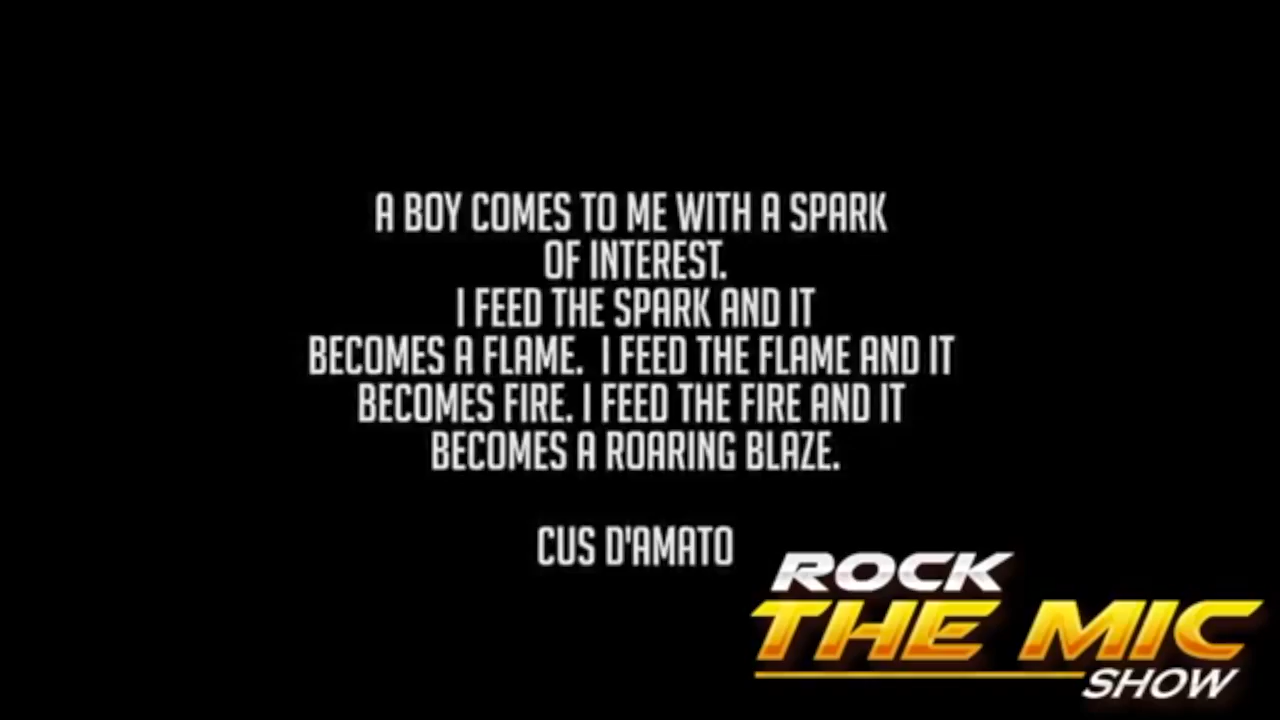 A BOY COMES TO ME WITH A SPARK
OF INTEREST.
I FEED THE SPARK AND IT
BECOMES A FLAME.  I FEED THE FLAME AND IT
BECOMES FIRE. I FEED THE FIRE AND IT
BECOMES A ROARING BLAZE.
CUS D'AMATO
ROCK
THE MIC
SHOW